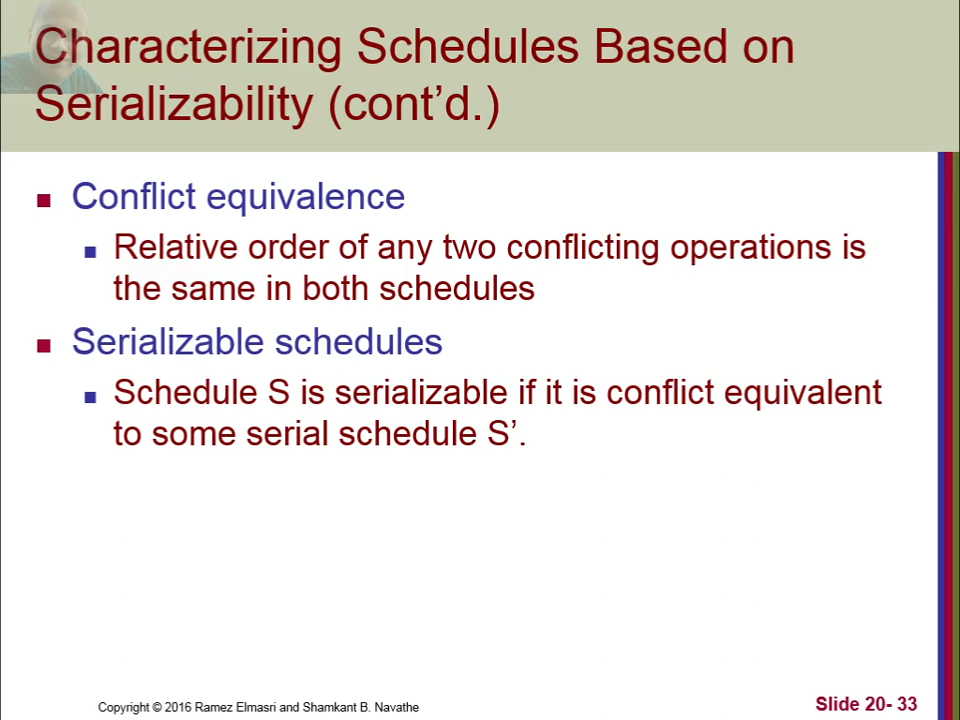 Characterizing Schedules Based on
Serializability (cont’d.)
Conflict equivalence
Relative order of any two conflicting operations is
the same in both schedules
Serializable schedules
Schedule S is serializable if it is conflict equivalent
to some serial schedule S’.
Copyright © 2016 Ramez Elmasri and Shamkant B. Navathe
Slide 20- 33